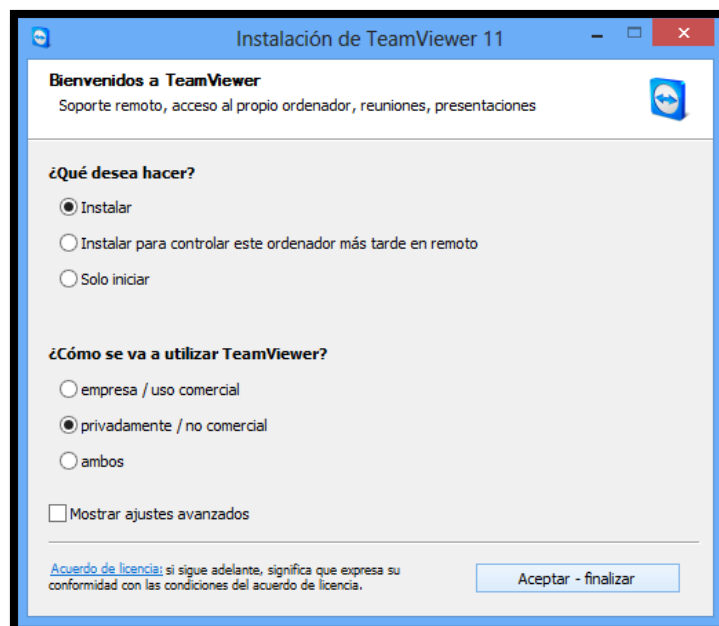 Instalación de TeamViewer 11
Bienvenidos a TeamViewer
Soporte remoto, acceso al propio ordenador, reuniones, presentaciones
¿Qué desea hacer?
Instalar
Instalar para controlar este ordenador más tarde en remoto
Solo iniciar
¿Cómo se va a utilizar TeamViewer?
empresa / uso comercial
privadamente / no comercial
ambos
Mostrar ajustes avanzados
Acuerdo de licencia: si sigue adelante, significa que expresa su
conformidad con las condiciones del acuerdo de licencia.
Aceptar - finalizar